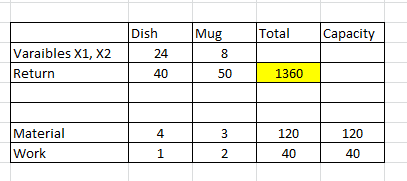 Dish Mug Total Capacity
Varaibles X1, X2 24 8
Return 40 50 1360
Material 4 3 120 120
Work 1 2 40 40